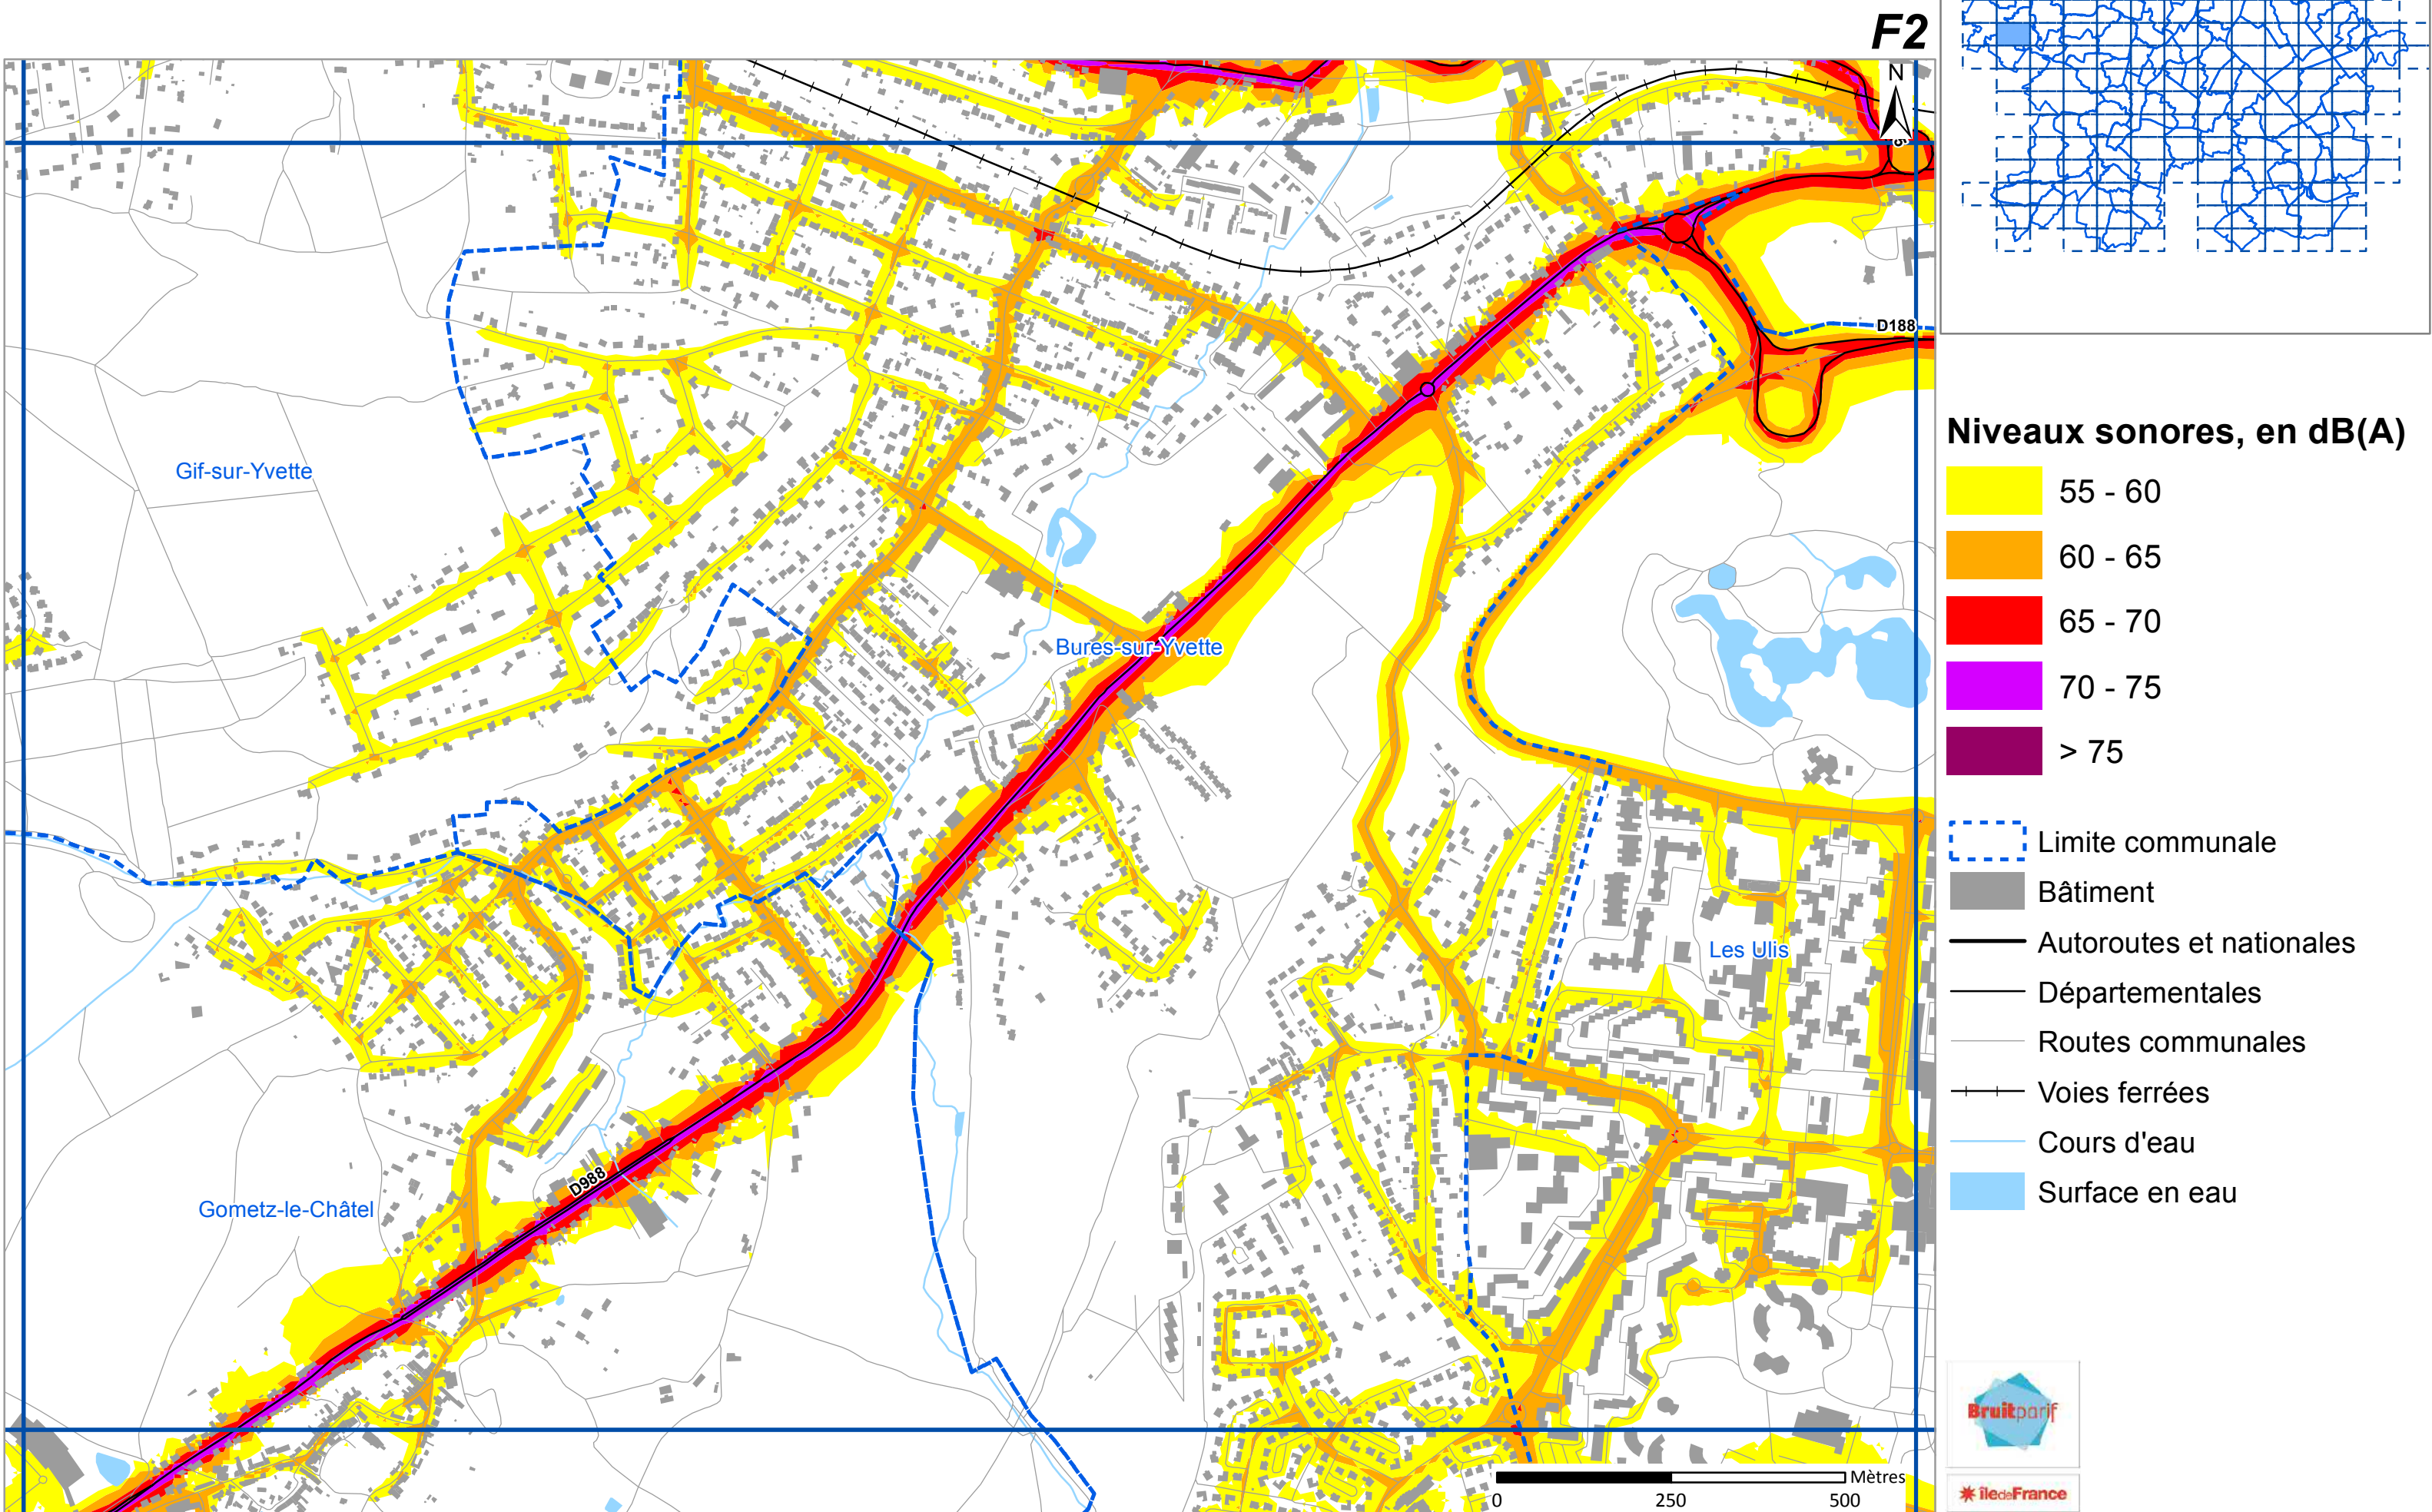 F2
N
D188
Gif-sur-Yvette
Bures-sur-Yvette
Les Ulis
D988
Gometz-le-Châtel
Mètres
0 250 500
Niveaux sonores, en dB(A)
55 - 60
60 - 65
65 - 70
70 - 75
> 75
Limite communale
Bâtiment
Autoroutes et nationales
Départementales
Routes communales
Voies ferrées
Cours d'eau
Surface en eau
Bruitparif
îledeFrance